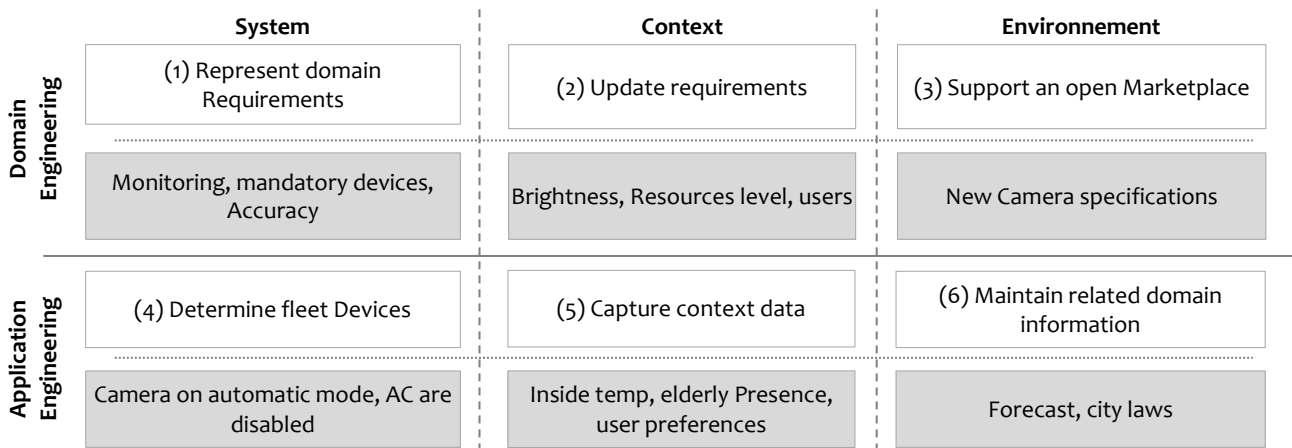 System
Context
Environnement
Domain
Engineering
(1) Represent domain
Requirements
(2) Update requirements
(3) Support an open Marketplace
Monitoring, mandatory devices,
Accuracy
Brightness, Resources level, users
New Camera specifications
Application
Engineering
(4) Determine fleet Devices
(5) Capture context data
(6) Maintain related domain
information
Camera on automatic mode, AC are
disabled
Inside temp, elderly Presence,
user preferences
Forecast, city laws